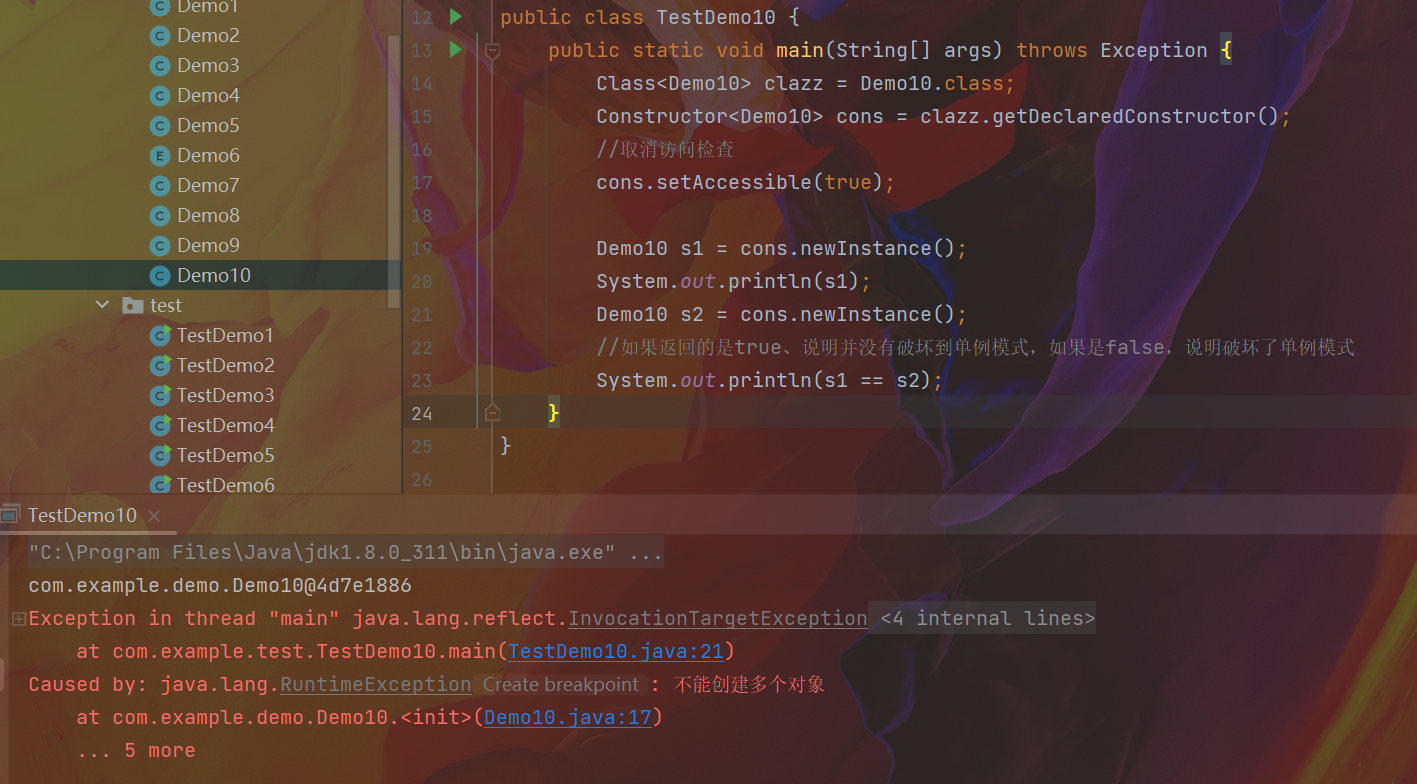 Demo1
Demo2
Demo3
Demo4
Demo5
E Demo6
C Demo7
C Demo8
C Demo9
C Demo10
test
C TestDemo1
C TestDemo2
C TestDemo3
C TestDemo4
C TestDemo5
C TestDemo6
12 public class TestDemo10 {
13 public static void main(String[] args) throws Exception {
14 Class<Demo10> clazz = Demo10.class;
15 Constructor<Demo10> cons = clazz.getDeclaredConstructor();
16 //取消访问检查
17 cons.setAccessible(true);
18
19 Demo10 s1 = cons.newInstance();
20 System.out.println(s1);
21 Demo10 s2 = cons.newInstance();
22 //如果返回的是true、说明并没有破坏到单例模式，如果是false，说明破坏了单例模式
23 System.out.println(s1 == s2);
24 }
25 }
26
TestDemo10 ×
"C:\Program Files\Java\jdk1.8.0_311\bin\java.exe" ...
com.example.demo.Demo10@4d7e1886
Exception in thread "main" java.lang.reflect.InvocationTargetException <4 internal lines>
at com.example.test.TestDemo10.main(TestDemo10.java:21)
Caused by: java.lang.RuntimeException Create breakpoint : 不能创建多个对象
at com.example.demo.Demo10.<init>(Demo10.java:17)
... 5 more